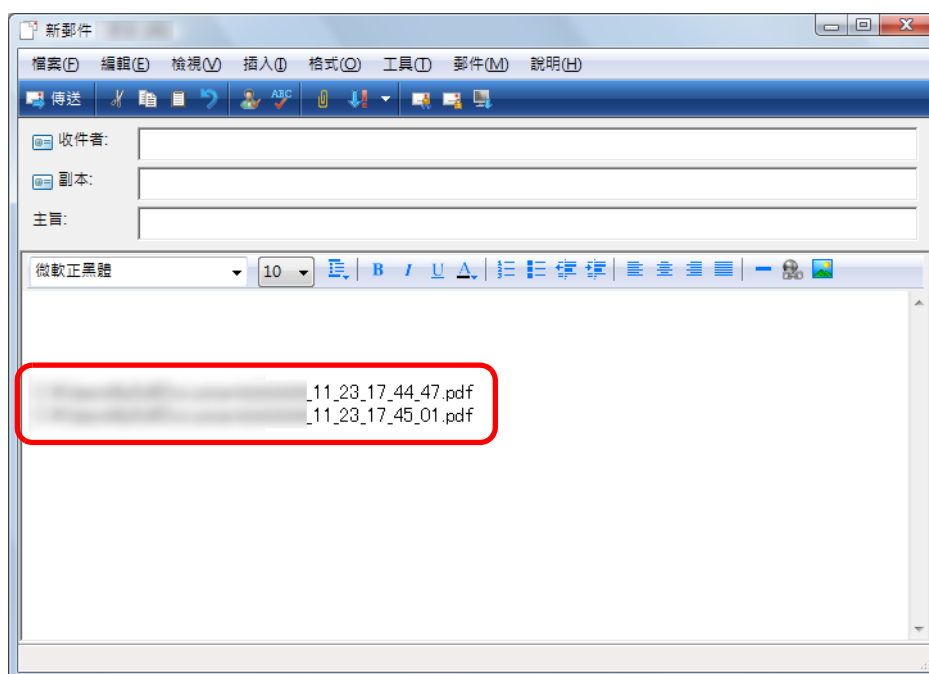 新郵件
檔案(F) 編輯(E) 檢視(V) 插入(I) 格式(O) 工具(T) 郵件(M) 說明(H)
傳送 ABC
收件者:
副本:
主旨:
微軟正黑體 10 B I U A
_11_23_17_44_47.pdf
_11_23_17_45_01.pdf